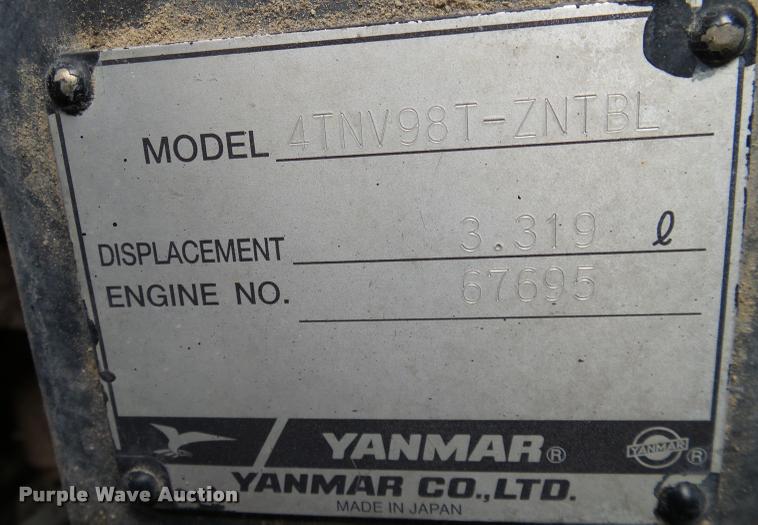 MODEL 4TNV98T-ZNTBL
DISPLACEMENT 3.319 ℓ
ENGINE NO. 67695
YANMAR® YANMAR ®
YANMAR CO.,LTD.
MADE IN JAPAN
Purple Wave Auction